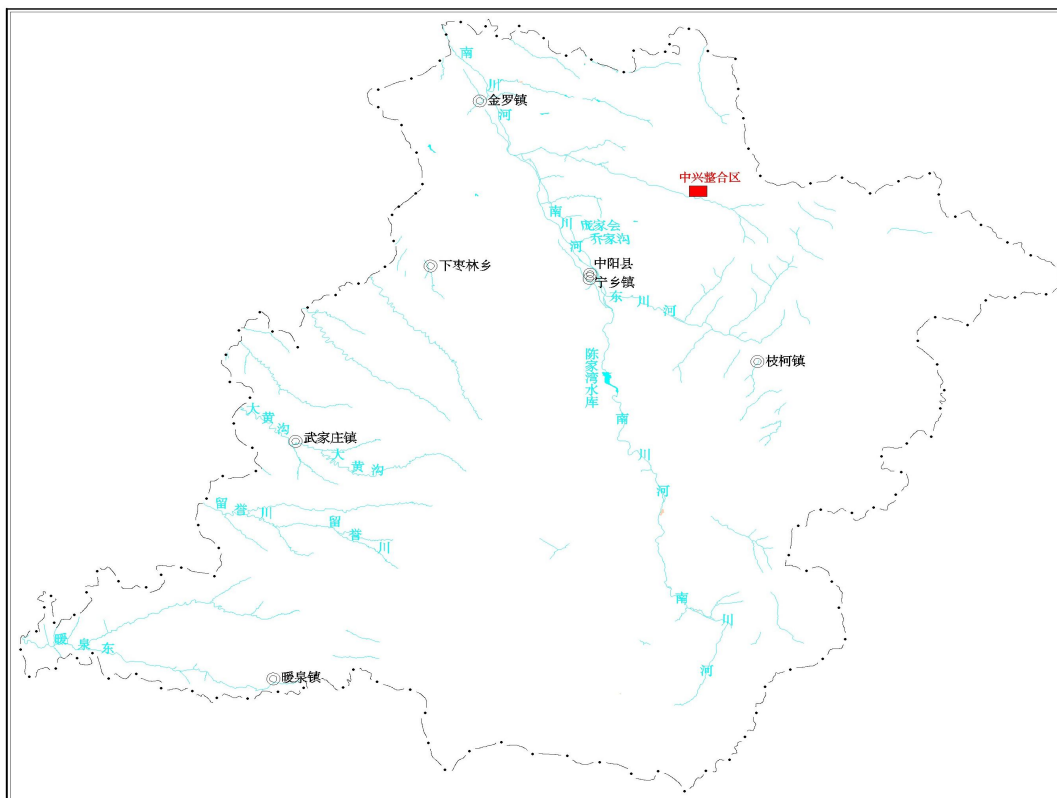 南川河
金罗镇
中兴整合区
南川河
庞家会
乔家沟
中阳县
宁乡镇
下枣林乡
东川河
陈家湾水库
枝柯镇
大黄沟
武家庄镇
大黄沟
南川河
留誉川
留誉川
南川河
暖泉东
暖泉镇